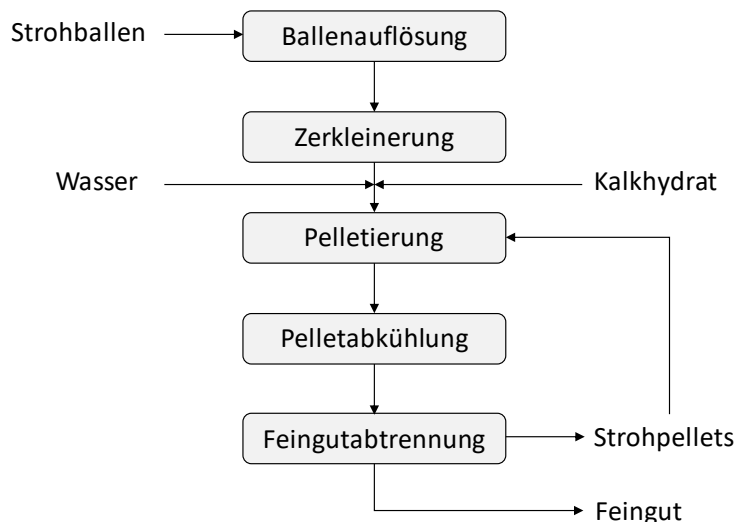 Strohballen
Ballenauflösung
Zerkleinerung
Wasser
Kalkhydrat
Pelletierung
Pelletabkühlung
Feingutabtrennung
Strohpellets
Feingut